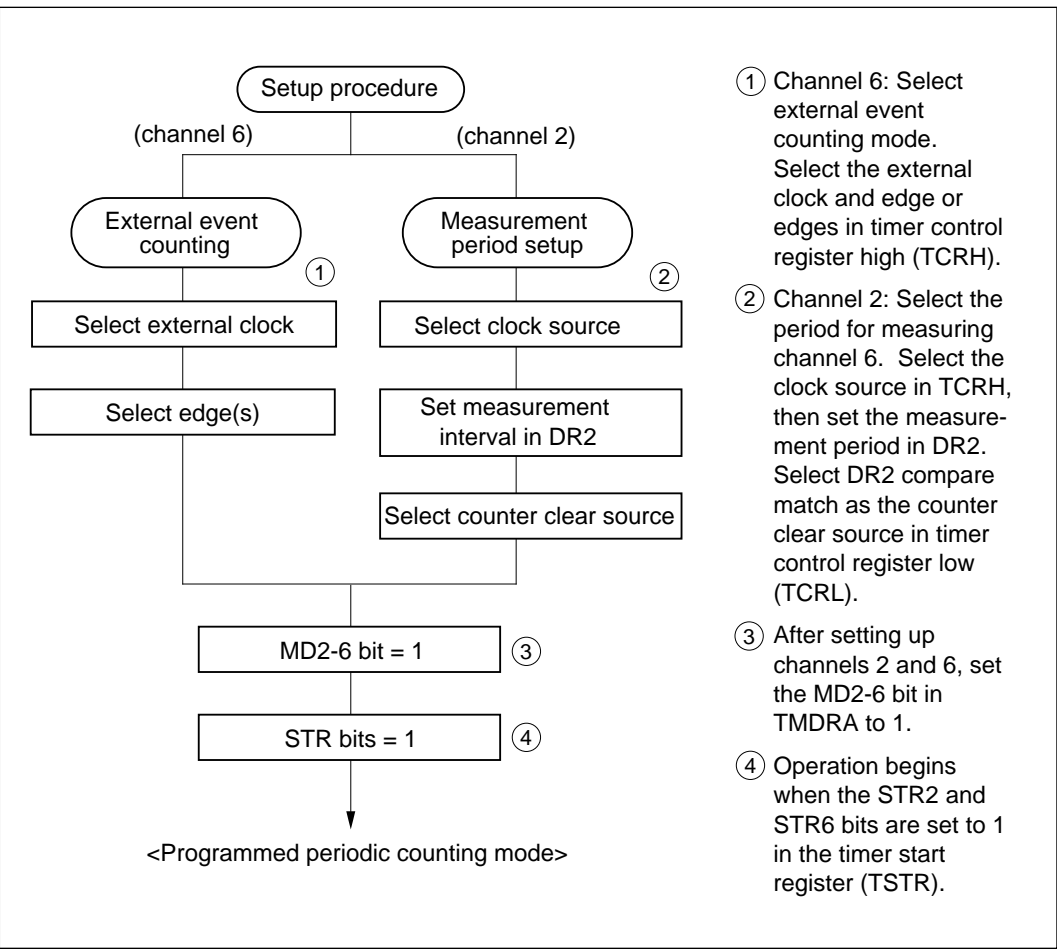 Setup procedure
(channel 6)
(channel 2)
External event
counting
Measurement
period setup
1
2
Select external clock
Select clock source
Select edge(s)
Set measurement
interval in DR2
Select counter clear source
MD2-6 bit = 1
3
STR bits = 1
4
<Programmed periodic counting mode>
1 Channel 6: Select
external event
counting mode.
Select the external
clock and edge or
edges in timer control
register high (TCRH).
2 Channel 2: Select the
period for measuring
channel 6. Select the
clock source in TCRH,
then set the measure-
ment period in DR2.
Select DR2 compare
match as the counter
clear source in timer
control register low
(TCRL).
3 After setting up
channels 2 and 6, set
the MD2-6 bit in
TMDRA to 1.
4 Operation begins
when the STR2 and
STR6 bits are set to 1
in the timer start
register (TSTR).